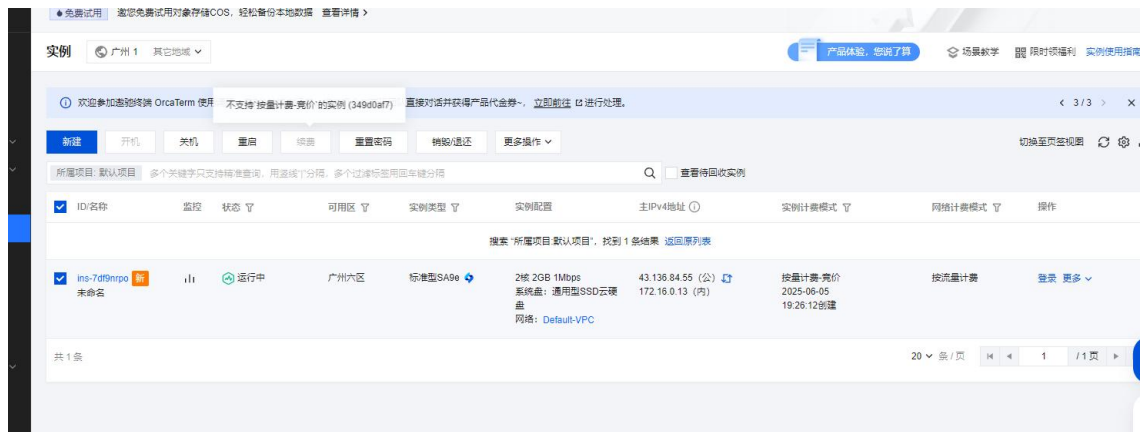 免费试用 邀您免费试用对象存储COS，轻松备份本地数据 查看详情 >
实例 广州 1 其它地域 产品体验，您说了算 场景教学 限时领福利 实例使用指南
欢迎参加遨驰终端 OrcaTerm 使用 直接对话并获得产品代金券~，立即前往 进行处理。 < 3/3 >
不支持'按量计费-竞价'的实例 (349d0af7)
新建 开机 关机 重启 续费 重置密码 销毁/退还 更多操作 切换至页签视图
所属项目: 默认项目 多个关键字只支持精准查询，用竖线"|"分隔，多个过滤标签用回车键分隔 查看待回收实例
ID/名称 监控 状态 可用区 实例类型 实例配置 主IPv4地址 实例计费模式 网络计费模式 操作
搜索 "所属项目:默认项目"，找到 1 条结果 返回原列表
ins-7df9nrpo 新 运行中 广州六区 标准型SA9e 2核 2GB 1Mbps 43.136.84.55（公） 按量计费-竞价 按流量计费 登录 更多
未命名 系统盘：通用型SSD云硬 172.16.0.13（内） 2025-06-05
盘 19:26:12创建
网络：Default-VPC
共 1 条 20 条 / 页 1 / 1 页